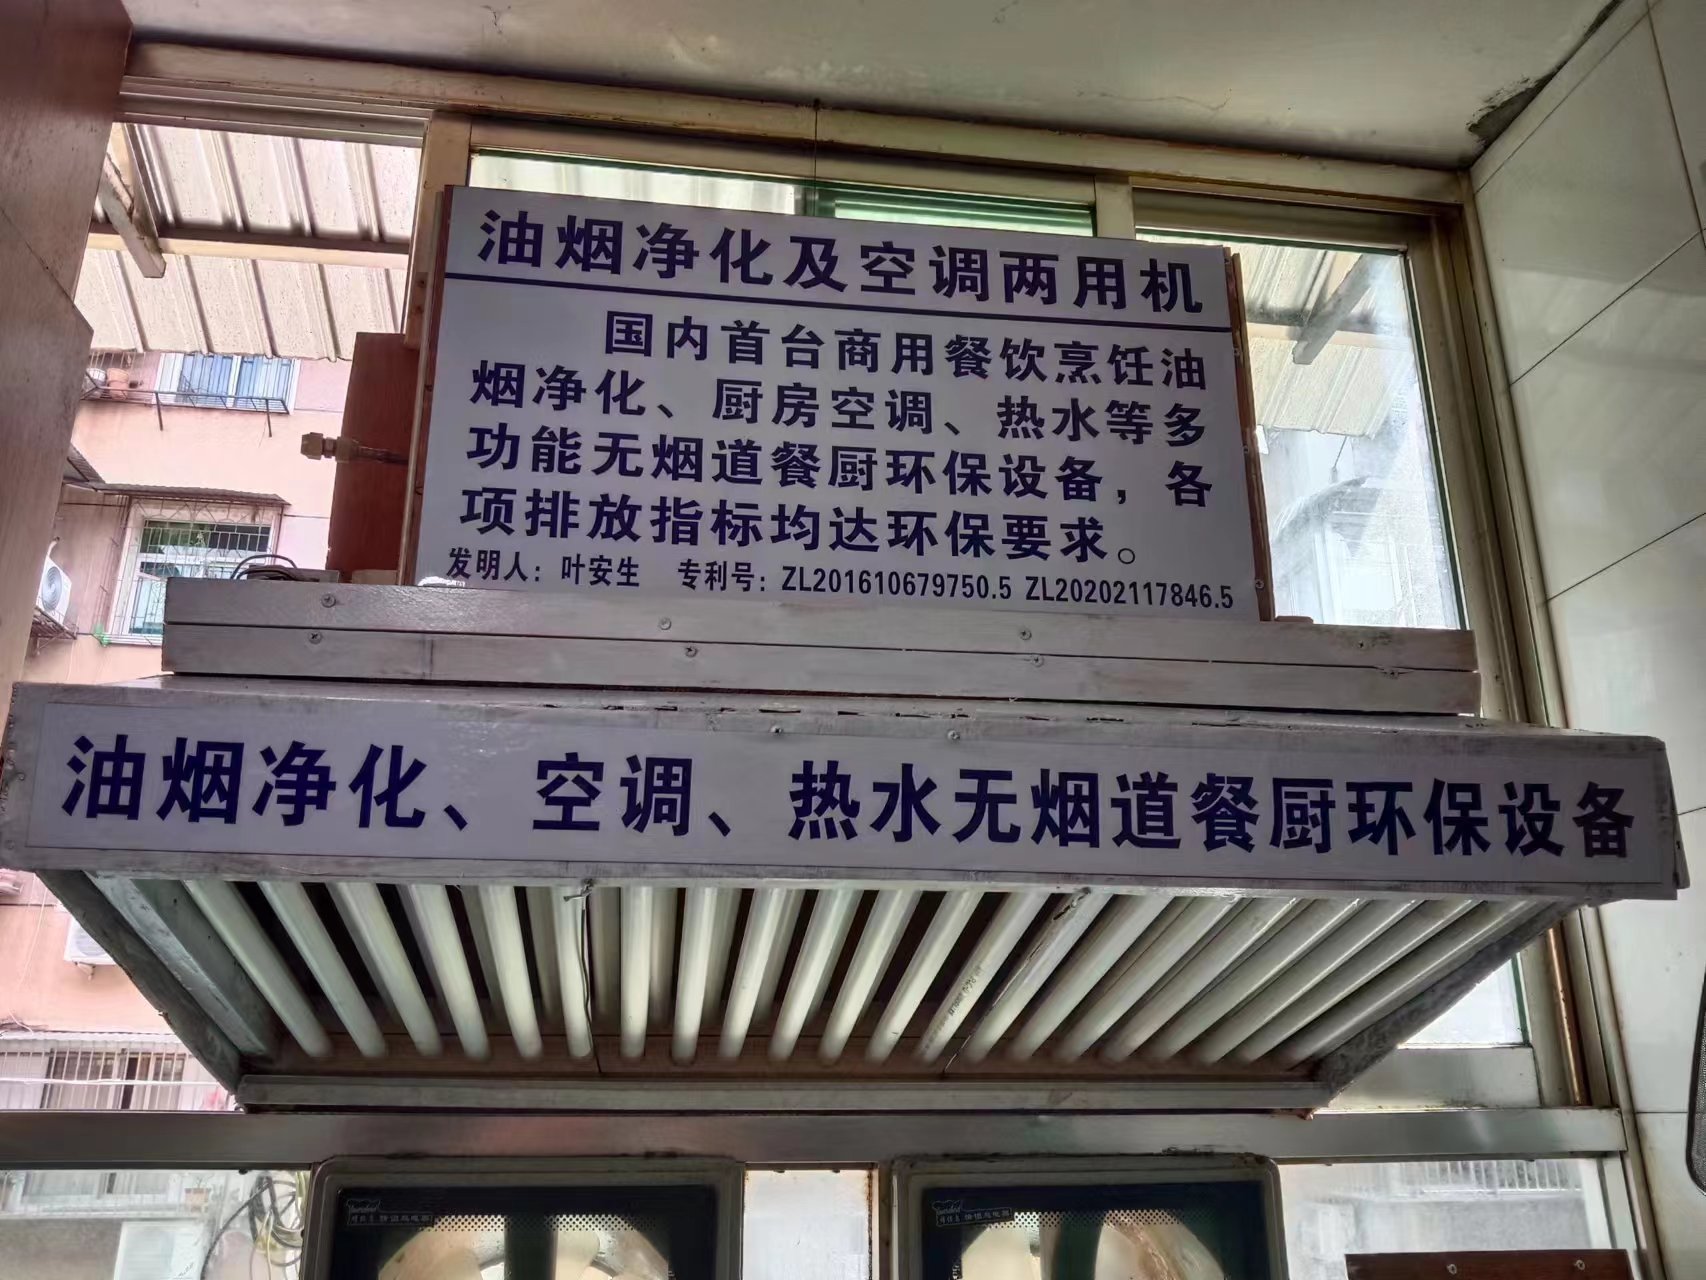 油烟净化及空调两用机
国内首台商用餐饮烹饪油
烟净化、厨房空调、热水等多
功能无烟道餐厨环保设备，各
项排放指标均达环保要求。
发明人：叶安生 专利号：ZL201610679750.5 ZL20202117846.5
油烟净化、空调、热水无烟道餐厨环保设备